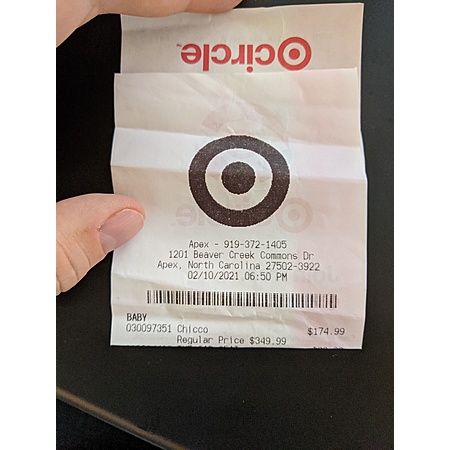 circle
Apex - 919-372-1405
1201 Beaver Creek Commons Dr
Apex, North Carolina 27502-3922
02/10/2021 06:50 PM
BABY
030097351 Chicco $174.99
Regular Price $349.99